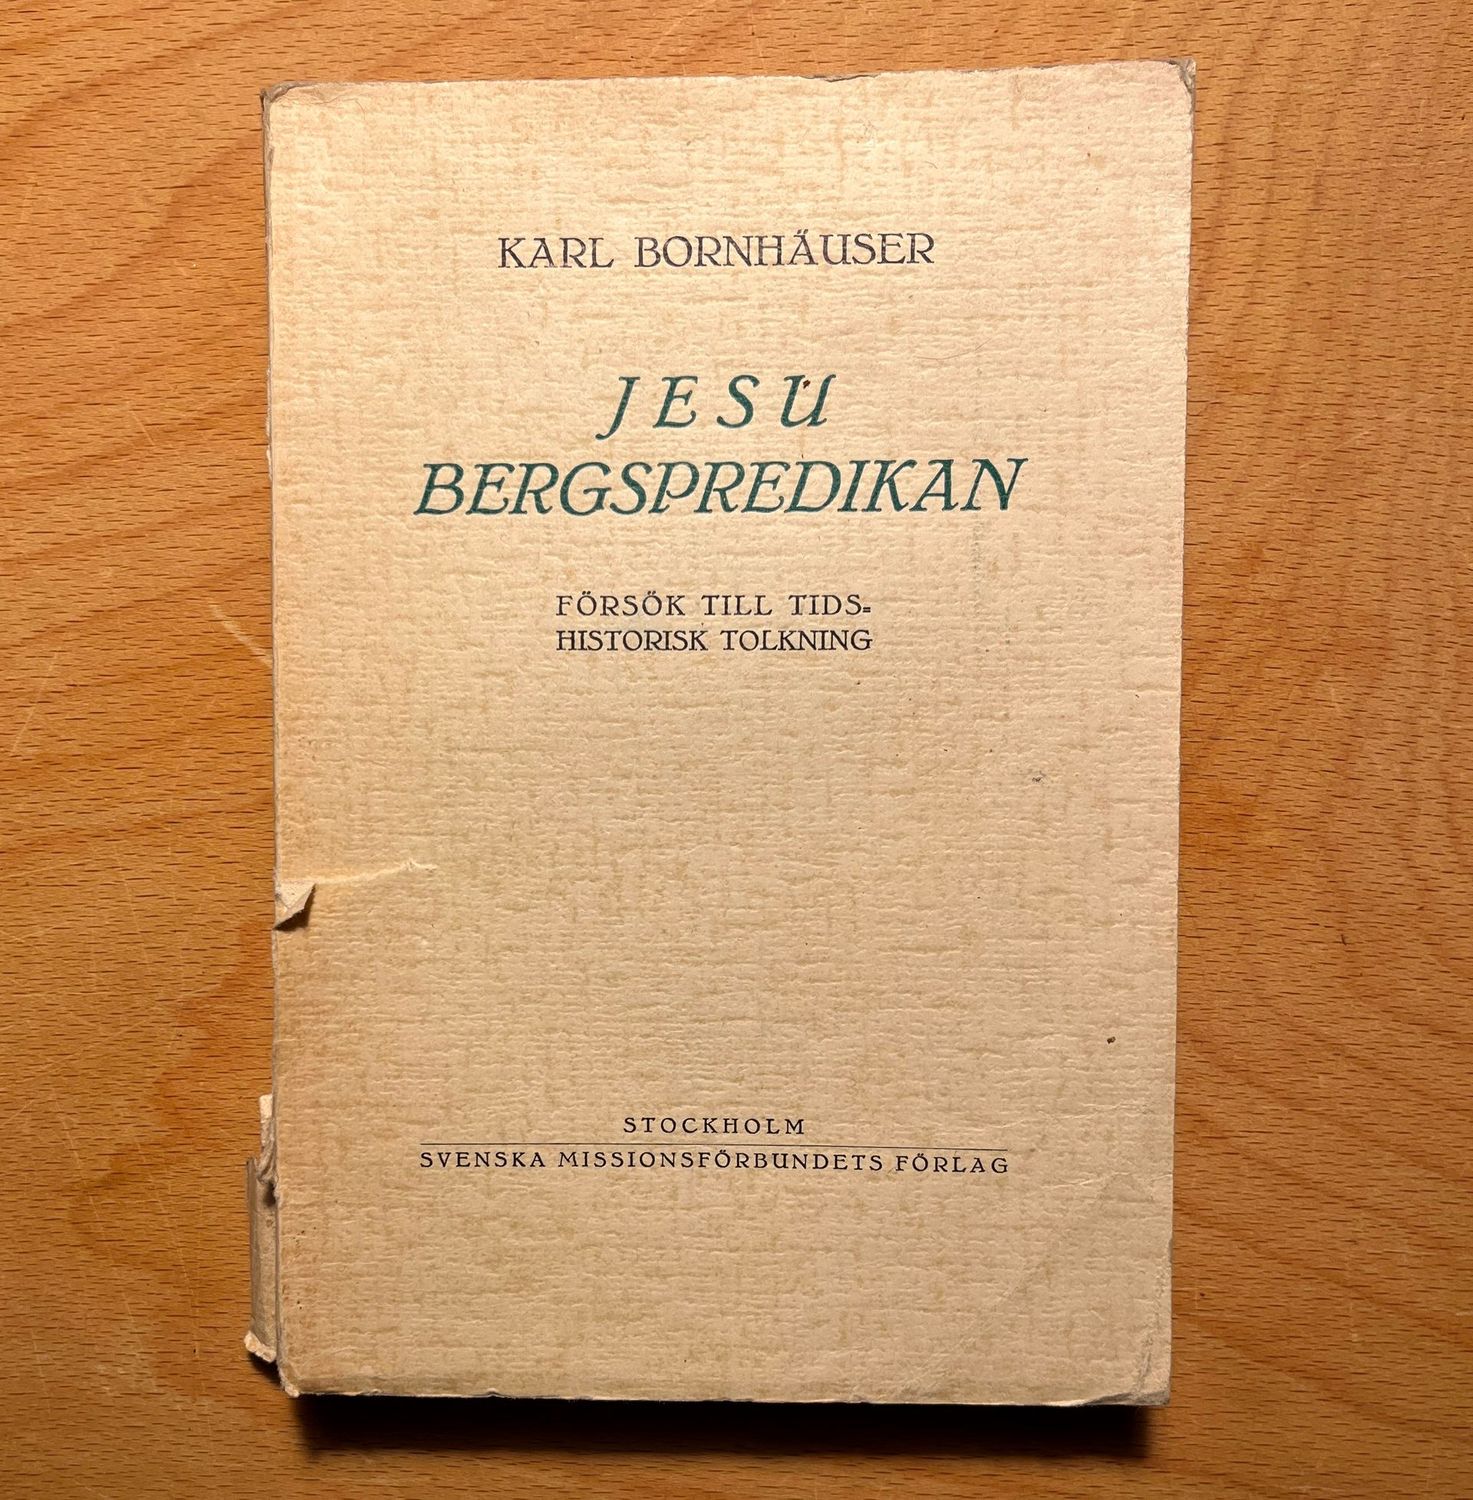 KARL BORNHÄUSER
JESU
BERGSPREDIKAN
FÖRSÖK TILL TIDS=
HISTORISK TOLKNING
STOCKHOLM
SVENSKA MISSIONSFÖRBUNDETS FÖRLAG